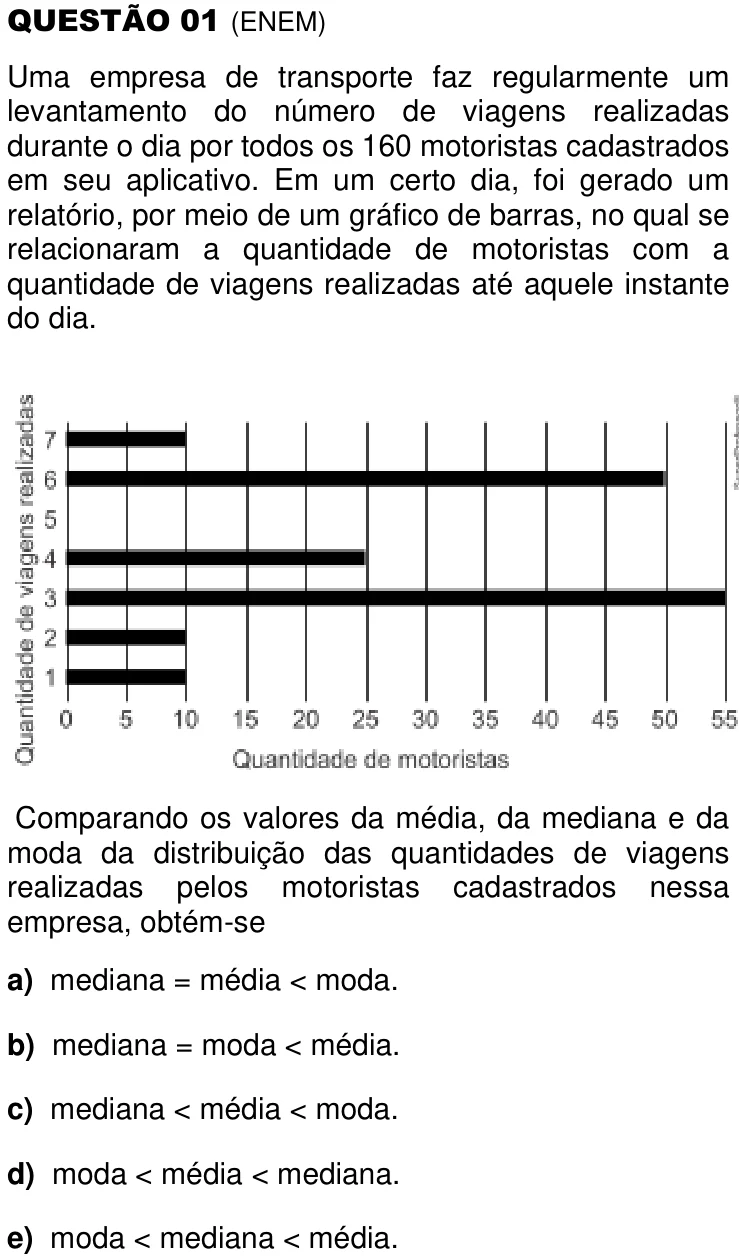 QUESTÃO 01 (ENEM)
Uma empresa de transporte faz regularmente um
levantamento do número de viagens realizadas
durante o dia por todos os 160 motoristas cadastrados
em seu aplicativo. Em um certo dia, foi gerado um
relatório, por meio de um gráfico de barras, no qual se
relacionaram a quantidade de motoristas com a
quantidade de viagens realizadas até aquele instante
do dia.
Quantidade de viagens realizadas
7
6
5
4
3
2
1
0 5 10 15 20 25 30 35 40 45 50 55
Quantidade de motoristas
Comparando os valores da média, da mediana e da
moda da distribuição das quantidades de viagens
realizadas pelos motoristas cadastrados nessa
empresa, obtém-se
a) mediana = média < moda.
b) mediana = moda < média.
c) mediana < média < moda.
d) moda < média < mediana.
e) moda < mediana < média.